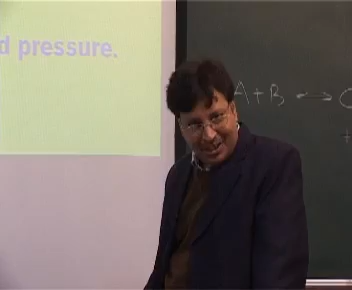 d pressure.
A + B → C
+